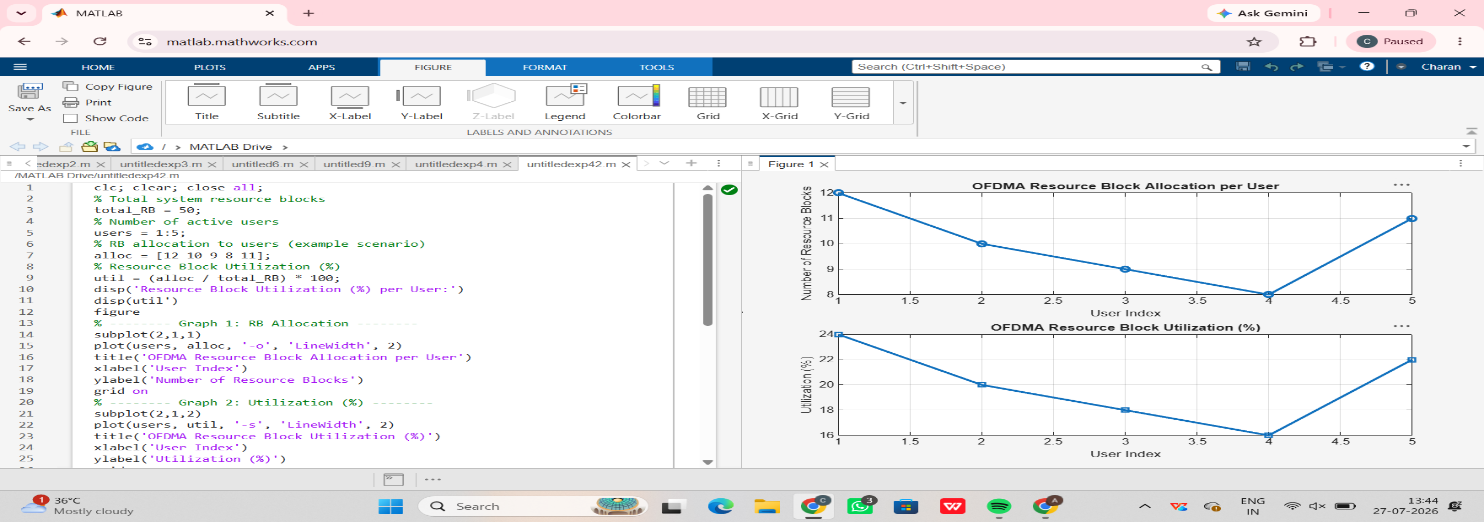 MATLAB
Ask Gemini
matlab.mathworks.com
C Paused
HOME PLOTS APPS FIGURE FORMAT TOOLS Search (Ctrl+Shift+Space) Charan
Save As
Copy Figure
Print
Show Code
FILE
Title Subtitle X-Label Y-Label Z-Label Legend Colorbar Grid X-Grid Y-Grid
LABELS AND ANNOTATIONS
/ > MATLAB Drive >
edexp2.m × untitledexp3.m × untitled6.m × untitled9.m × untitledexp4.m × untitledexp42.m ×
/MATLAB Drive/untitledexp42.m
1 clc; clear; close all;
2 % Total system resource blocks
3 total_RB = 50;
4 % Number of active users
5 users = 1:5;
6 % RB allocation to users (example scenario)
7 alloc = [12 10 9 8 11];
8 % Resource Block Utilization (%)
9 util = (alloc / total_RB) * 100;
10 disp('Resource Block Utilization (%) per User:')
11 disp(util')
12 figure
13 % -------- Graph 1: RB Allocation --------
14 subplot(2,1,1)
15 plot(users, alloc, '-o', 'LineWidth', 2)
16 title('OFDMA Resource Block Allocation per User')
17 xlabel('User Index')
18 ylabel('Number of Resource Blocks')
19 grid on
20 % -------- Graph 2: Utilization (%) --------
21 subplot(2,1,2)
22 plot(users, util, '-s', 'LineWidth', 2)
23 title('OFDMA Resource Block Utilization (%)')
24 xlabel('User Index')
25 ylabel('Utilization (%)')
Figure 1 ×
OFDMA Resource Block Allocation per User
Number of Resource Blocks
12
11
10
9
8
1 1.5 2 2.5 3 3.5 4 4.5 5
User Index
OFDMA Resource Block Utilization (%)
Utilization (%)
24
22
20
18
16
1 1.5 2 2.5 3 3.5 4 4.5 5
User Index
1
36°C
Mostly cloudy
Search
C
3
A
ENG
IN
13:44
27-07-2026